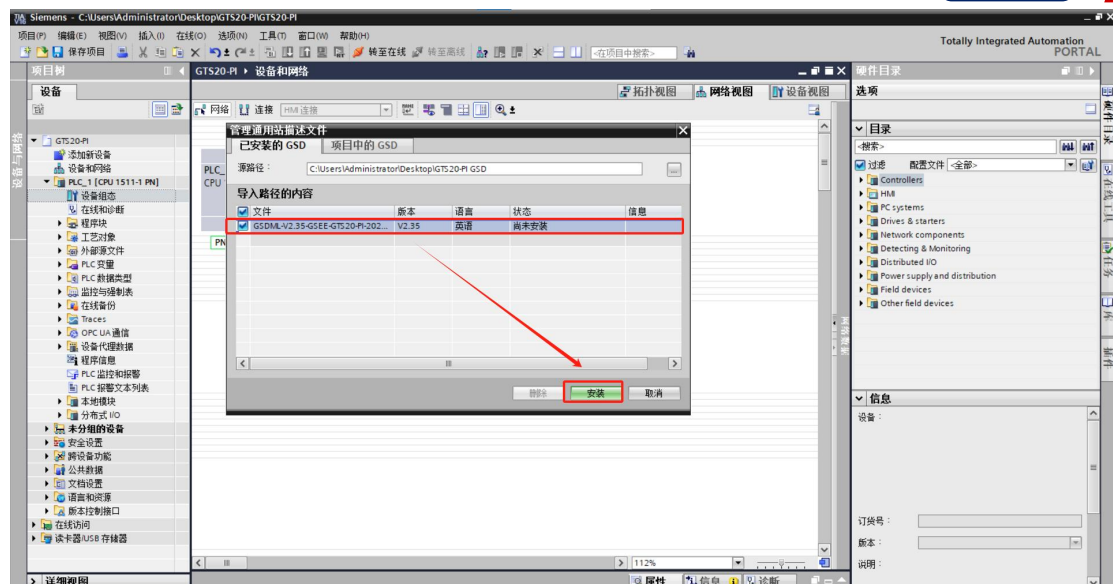 Siemens - C:\Users\Administrator\Desktop\GTS20-PI\GTS20-PI
项目(P) 编辑(E) 视图(V) 插入(I) 在线(O) 选项(N) 工具(T) 窗口(W) 帮助(H)
Totally Integrated Automation
PORTAL
保存项目 转至在线 转至离线 <在项目中搜索>
项目树
GTS20-PI 设备和网络
硬件目录
设备
拓扑视图 网络视图 设备视图
选项
网络 连接 HMI 连接
设备与网络
GTS20-PI
添加新设备
设备和网络
PLC_1 [CPU 1511-1 PN]
设备组态
在线和诊断
程序块
工艺对象
外部源文件
PLC 变量
PLC 数据类型
监控与强制表
在线备份
Traces
OPC UA 通信
设备代理数据
程序信息
PLC 监控和报警
PLC 报警文本列表
本地模块
分布式 I/O
未分组的设备
安全设置
跨设备功能
公共数据
文档设置
语言和资源
版本控制接口
在线访问
读卡器/USB 存储器
详细视图
PLC_
CPU
PN
管理通用站描述文件
已安装的 GSD 项目中的 GSD
源路径: C:\Users\Administrator\Desktop\GTS20-PI GSD
导入路径的内容
文件 版本 语言 状态 信息
GSDML-V2.35-GSEE-GTS20-PI-202... V2.35 英语 尚未安装
删除 安装 取消
112%
属性 信息 诊断
目录
<搜索>
过滤 配置文件 <全部>
Controllers
HMI
PC systems
Drives & starters
Network components
Detecting & Monitoring
Distributed I/O
Power supply and distribution
Field devices
Other field devices
信息
设备:
订货号:
版本:
说明:
硬件目录
在线工具
任务
库
插件